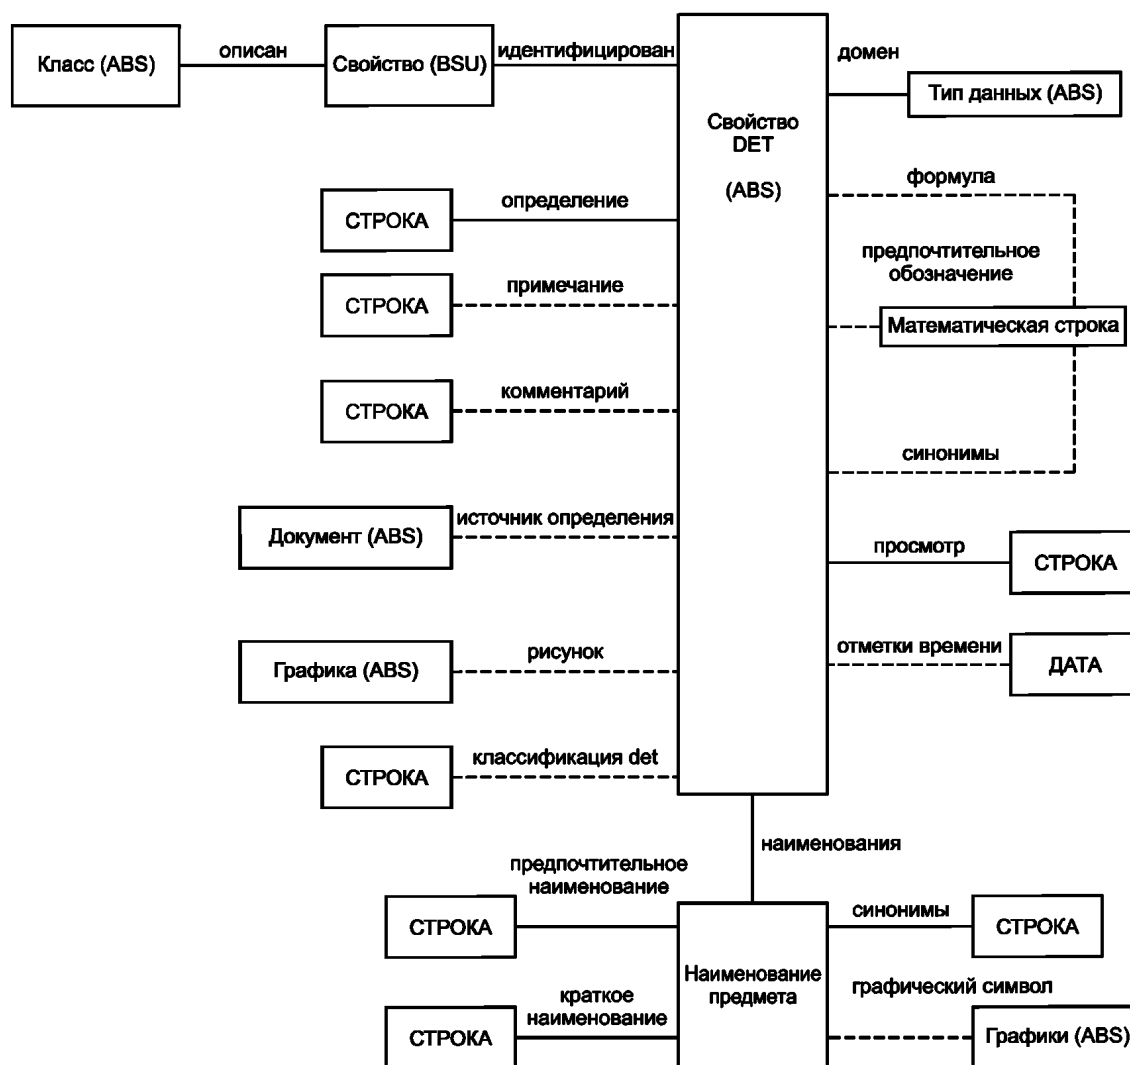 Класс (ABS)
описан
Свойство (BSU)
идентифицирован
домен
Тип данных (ABS)
Свойство
DET
(ABS)
формула
СТРОКА
определение
предпочтительное
обозначение
СТРОКА
примечание
Математическая строка
СТРОКА
комментарий
синонимы
Документ (ABS)
источник определения
просмотр
СТРОКА
Графика (ABS)
рисунок
отметки времени
ДАТА
СТРОКА
классификация det
наименования
предпочтительное
наименование
СТРОКА
синонимы
СТРОКА
Наименование
предмета
краткое
наименование
СТРОКА
графический символ
Графики (ABS)